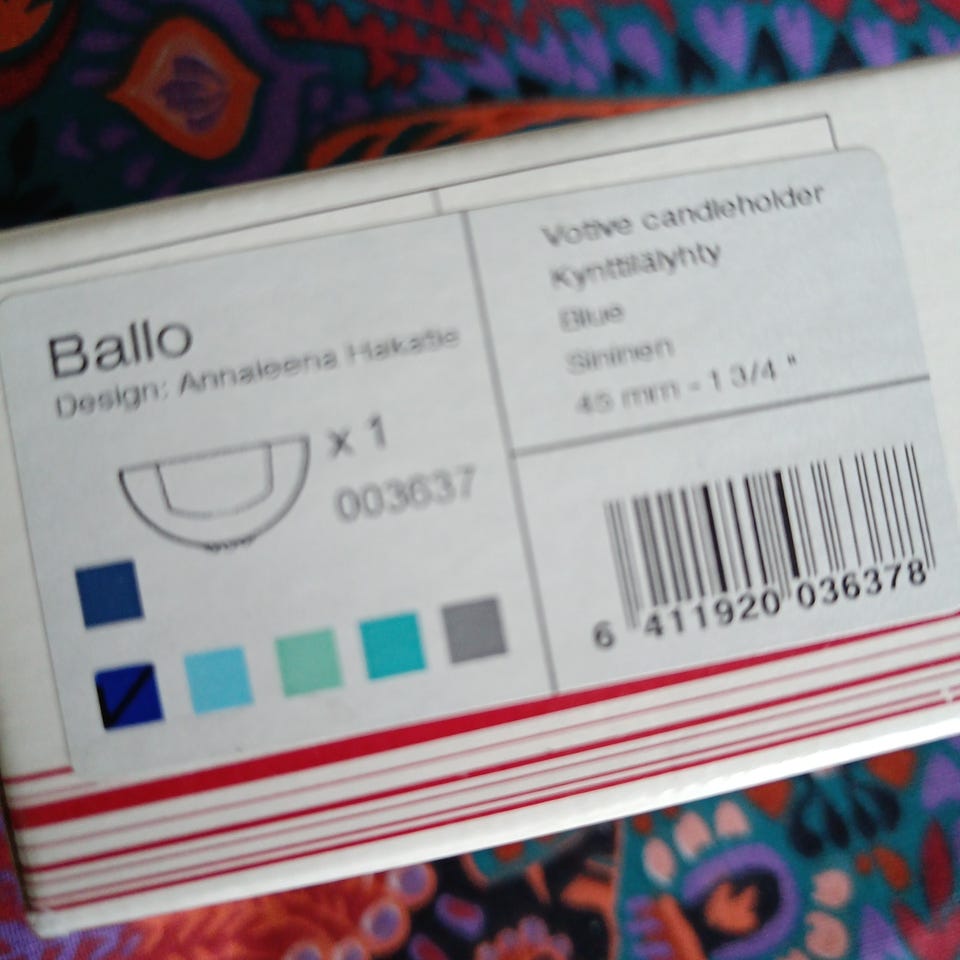 Ballo
Design: Annaleena Hakatie
x 1
003637
Votive candleholder
Kynttilälyhty
Blue
Sininen
45 mm - 1 3/4 "
6 411920 036378